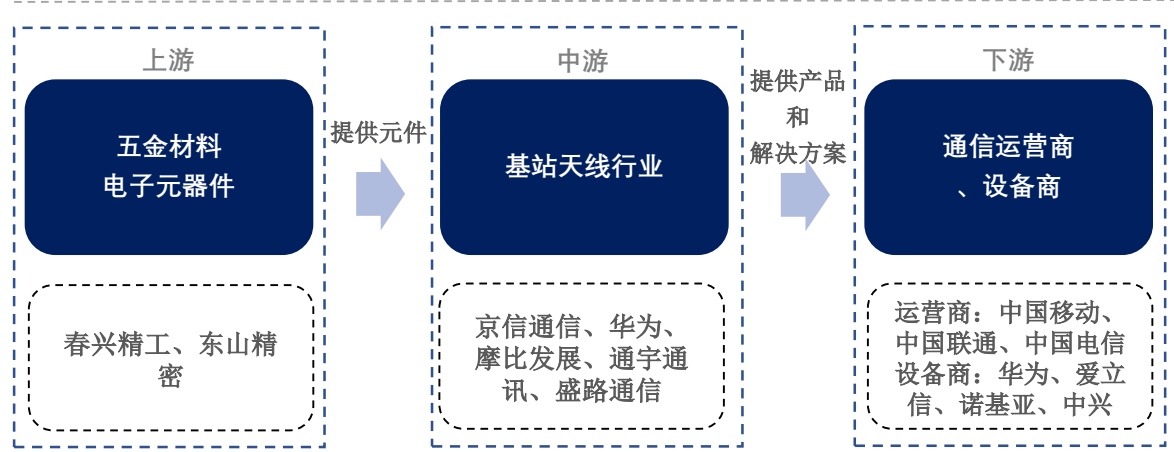 上游
五金材料
电子元器件
春兴精工、东山精
密
提供元件
中游
基站天线行业
京信通信、华为、
摩比发展、通宇通
讯、盛路通信
提供产品
和
解决方案
下游
通信运营商
、设备商
运营商：中国移动、
中国联通、中国电信
设备商：华为、爱立
信、诺基亚、中兴